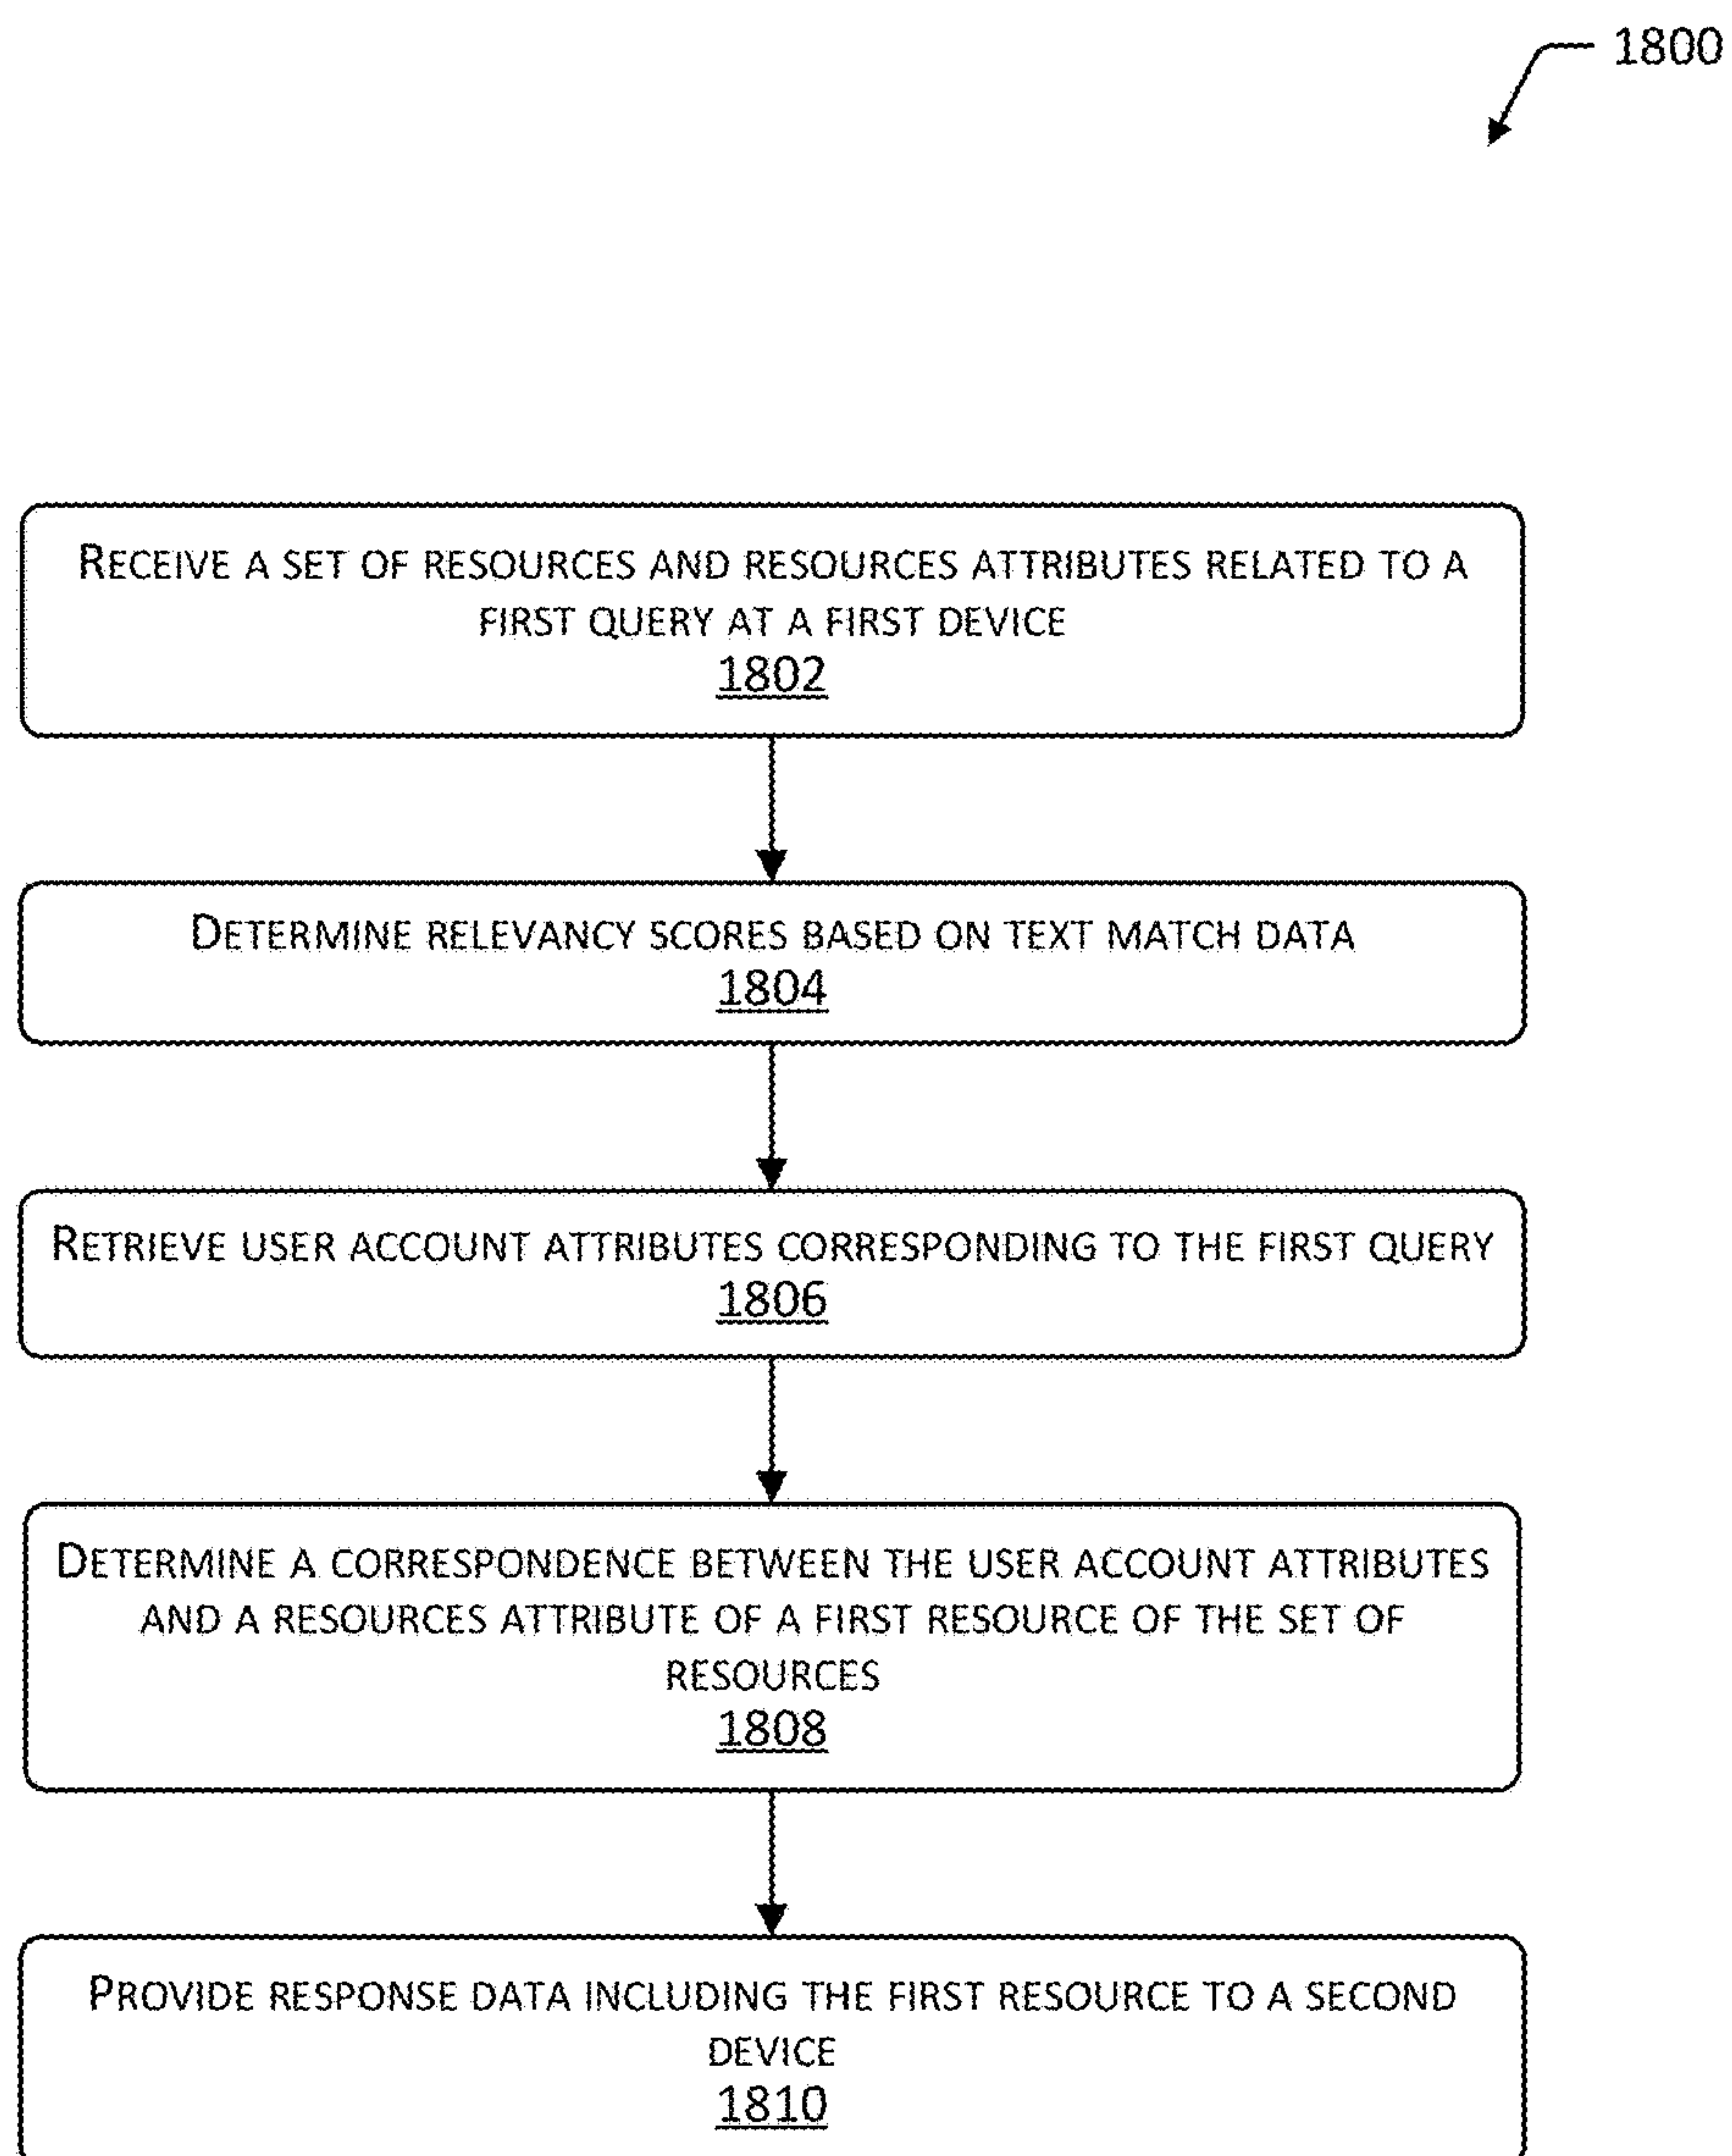 1800
RECEIVE A SET OF RESOURCES AND RESOURCES ATTRIBUTES RELATED TO A
FIRST QUERY AT A FIRST DEVICE
1802
DETERMINE RELEVANCY SCORES BASED ON TEXT MATCH DATA
1804
RETRIEVE USER ACCOUNT ATTRIBUTES CORRESPONDING TO THE FIRST QUERY
1806
DETERMINE A CORRESPONDENCE BETWEEN THE USER ACCOUNT ATTRIBUTES
AND A RESOURCES ATTRIBUTE OF A FIRST RESOURCE OF THE SET OF
RESOURCES
1808
PROVIDE RESPONSE DATA INCLUDING THE FIRST RESOURCE TO A SECOND
DEVICE
1810